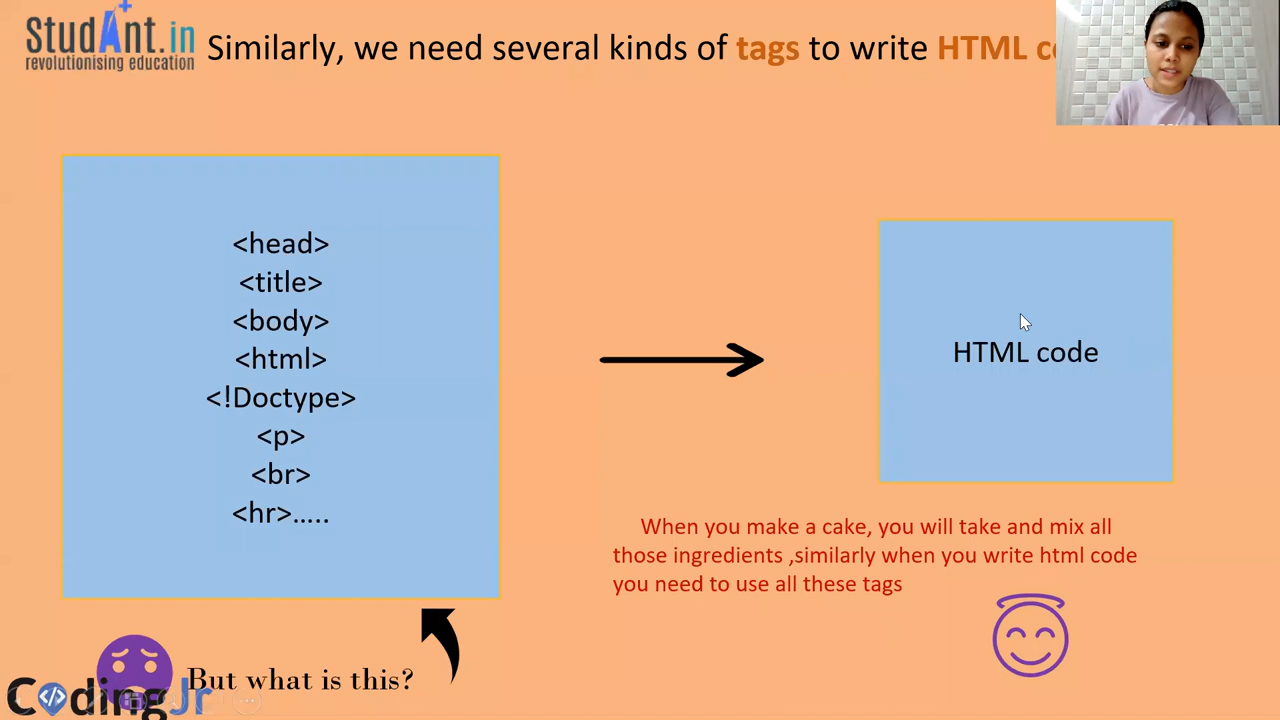 StudAnt.in
revolutionising education
Similarly, we need several kinds of tags to write HTML
<head>
<title>
<body>
<html>
<!Doctype>
<p>
<br>
<hr>…..
HTML code
When you make a cake, you will take and mix all
those ingredients ,similarly when you write html code
you need to use all these tags
But what is this?
CodingJr